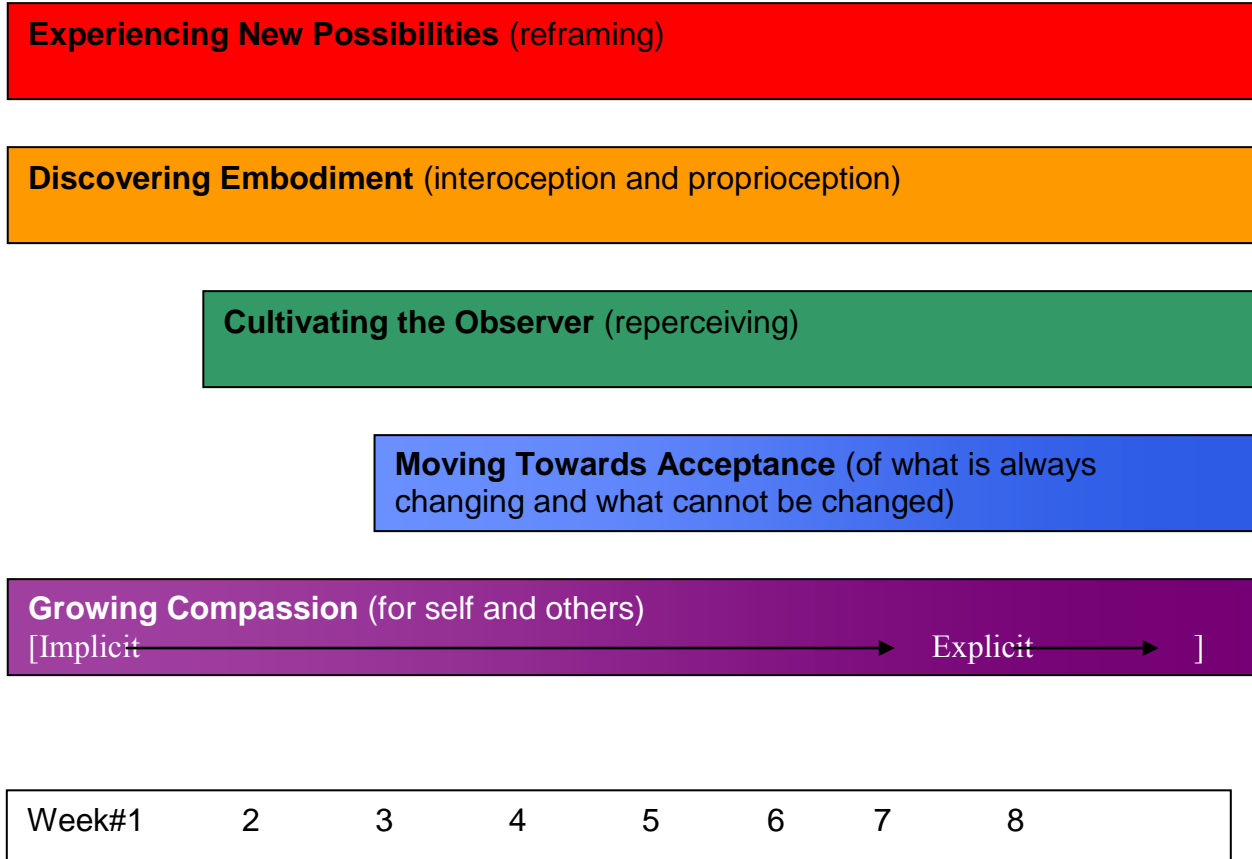 Experiencing New Possibilities (reframing)
Discovering Embodiment (interoception and proprioception)
Cultivating the Observer (reperceiving)
Moving Towards Acceptance (of what is always
changing and what cannot be changed)
Growing Compassion (for self and others)
[Implicit Explicit ]
Week#1 2 3 4 5 6 7 8